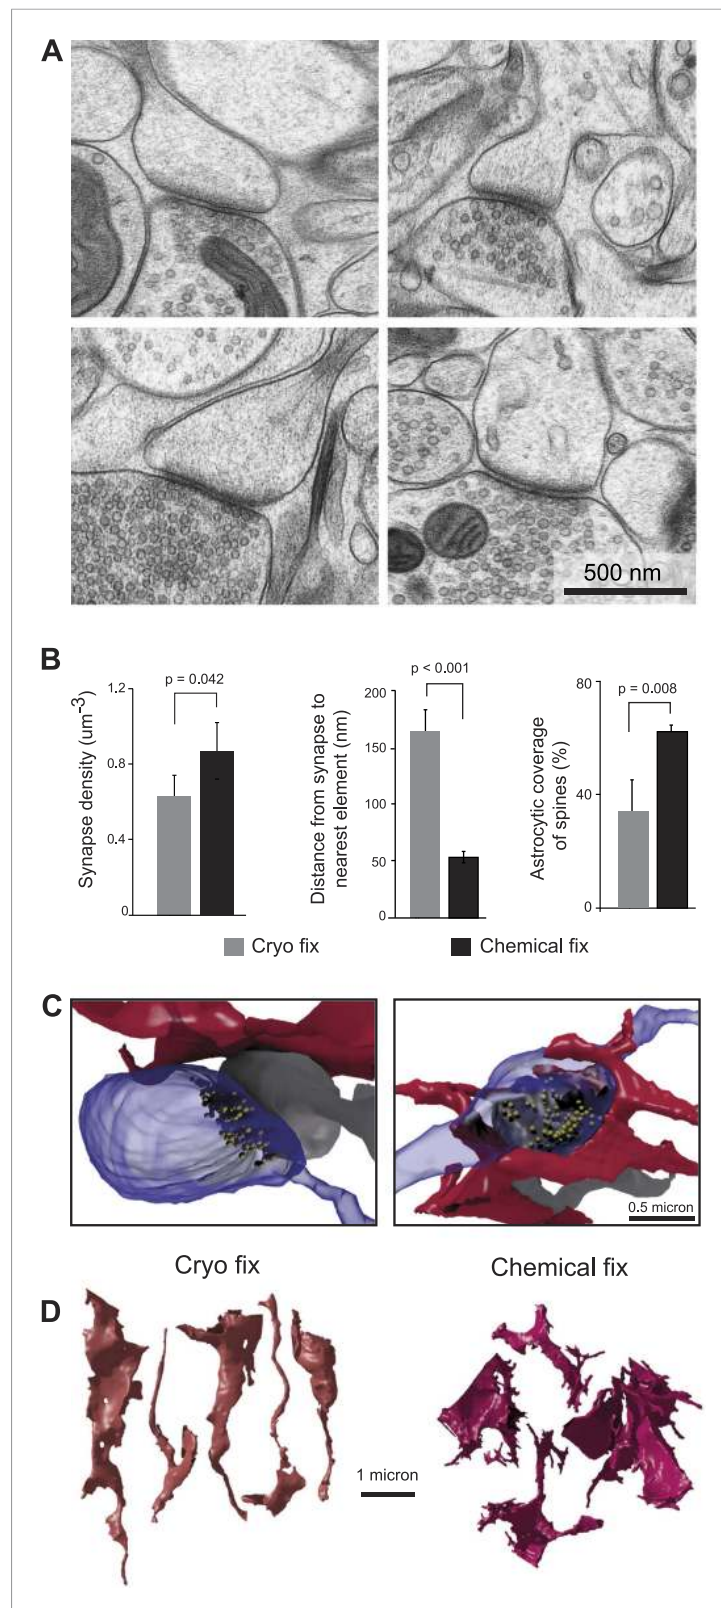 A
500 nm
B
p = 0.042
1.2
0.8
0.4
0
Synapse density (um-3)
p < 0.001
200
150
100
50
0
Distance from synapse to
nearest element (nm)
p = 0.008
80
40
0
Astrocytic coverage
of spines (%)
Cryo fix
Chemical fix
C
0.5 micron
Cryo fix
Chemical fix
D
1 micron